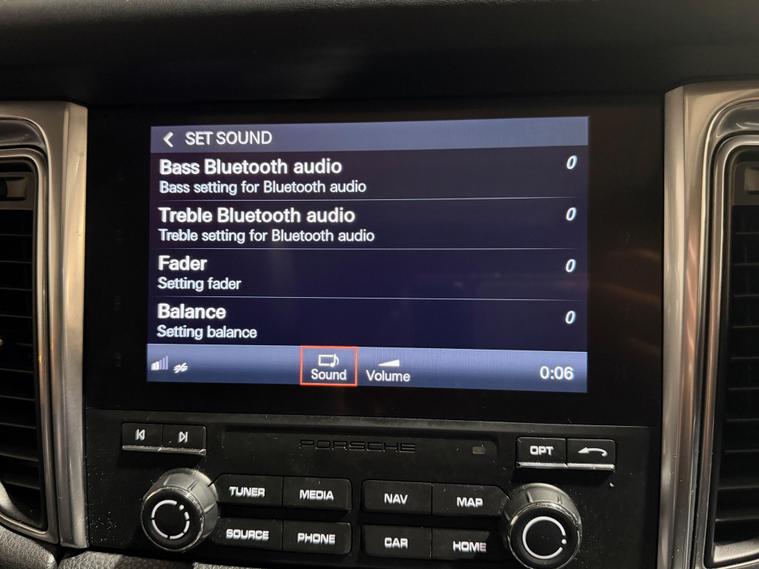 SET SOUND
Bass Bluetooth audio 0
Bass setting for Bluetooth audio
Treble Bluetooth audio 0
Treble setting for Bluetooth audio
Fader 0
Setting fader
Balance 0
Setting balance
Sound Volume 0:06
PORSCHE
OPT
TUNER MEDIA NAV MAP
SOURCE PHONE CAR HOME